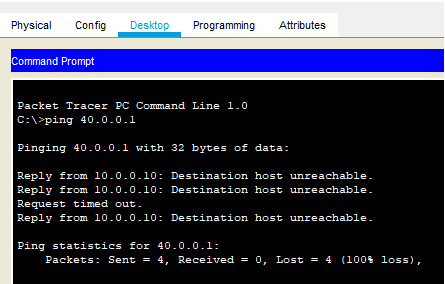 Physical Config Desktop Programming Attributes
Command Prompt
Packet Tracer PC Command Line 1.0
C:\>ping 40.0.0.1
Pinging 40.0.0.1 with 32 bytes of data:
Reply from 10.0.0.10: Destination host unreachable.
Reply from 10.0.0.10: Destination host unreachable.
Request timed out.
Reply from 10.0.0.10: Destination host unreachable.
Ping statistics for 40.0.0.1:
Packets: Sent = 4, Received = 0, Lost = 4 (100% loss),